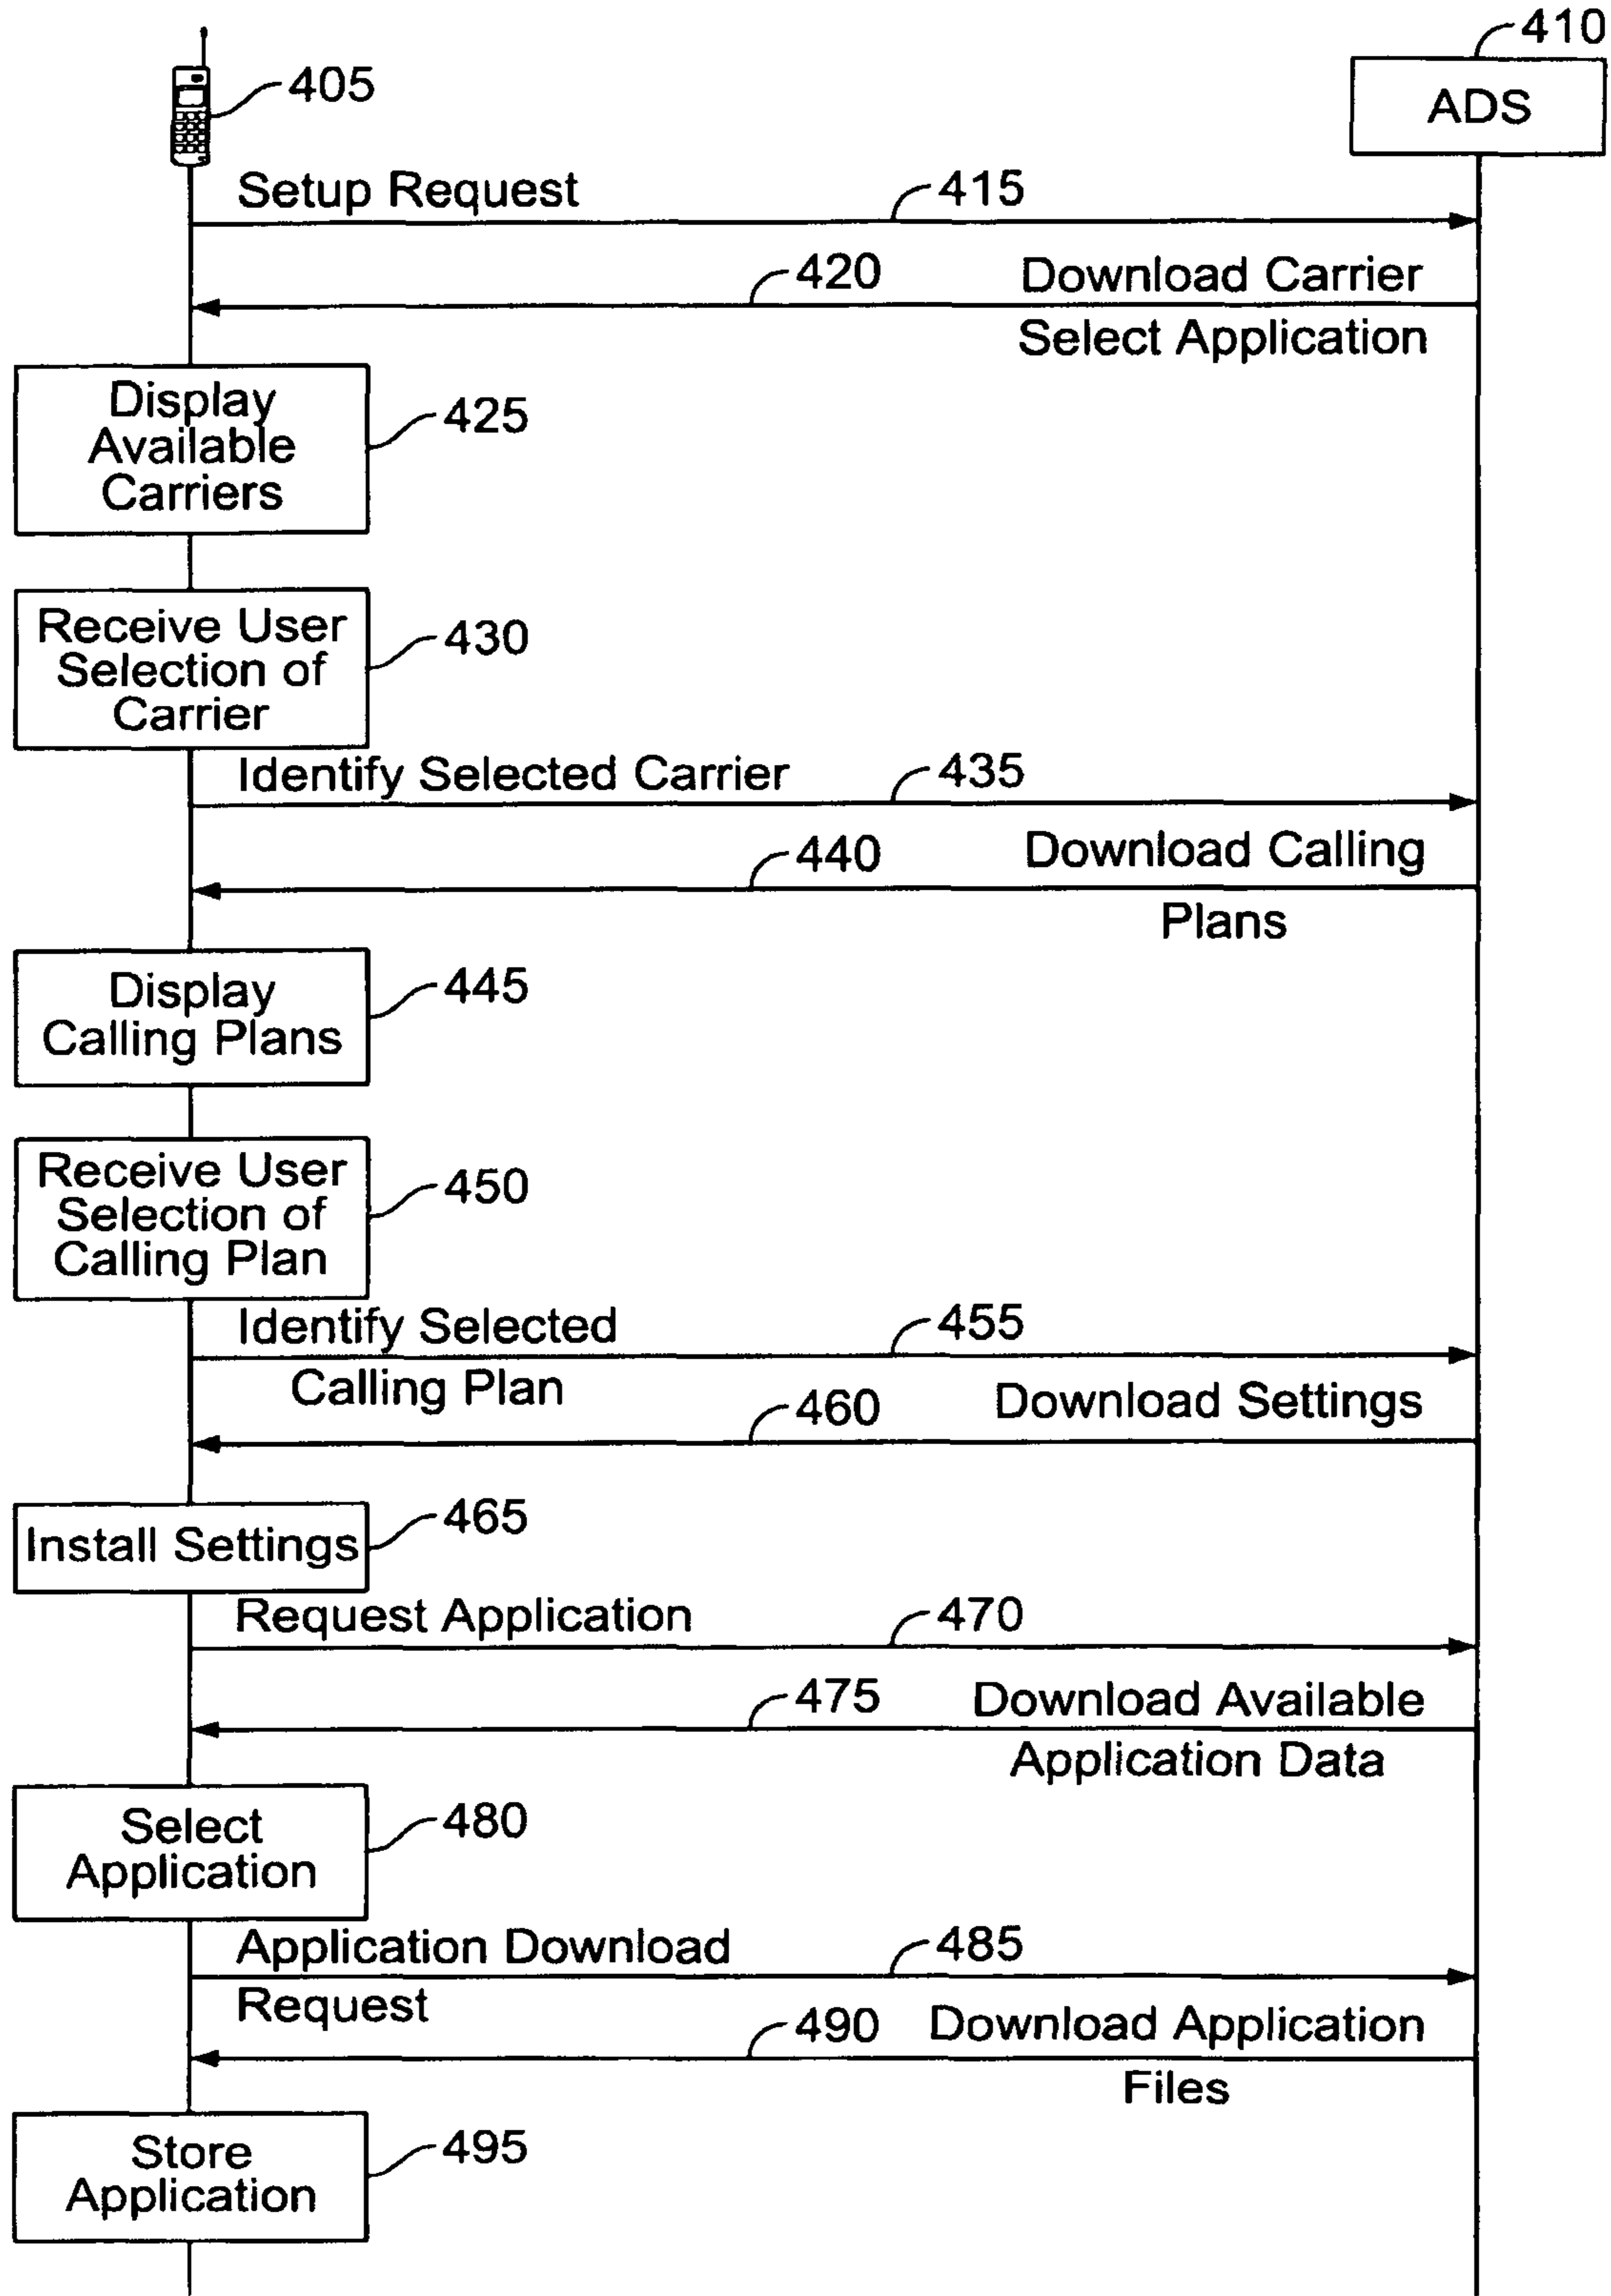 410
ADS
405
Setup Request
415
420
Download Carrier
Select Application
Display
Available
Carriers
425
Receive User
Selection of
Carrier
430
Identify Selected Carrier
435
440
Download Calling
Plans
Display
Calling Plans
445
Receive User
Selection of
Calling Plan
450
Identify Selected
Calling Plan
455
460
Download Settings
Install Settings
465
Request Application
470
475
Download Available
Application Data
Select
Application
480
Application Download
Request
485
490
Download Application
Files
Store
Application
495